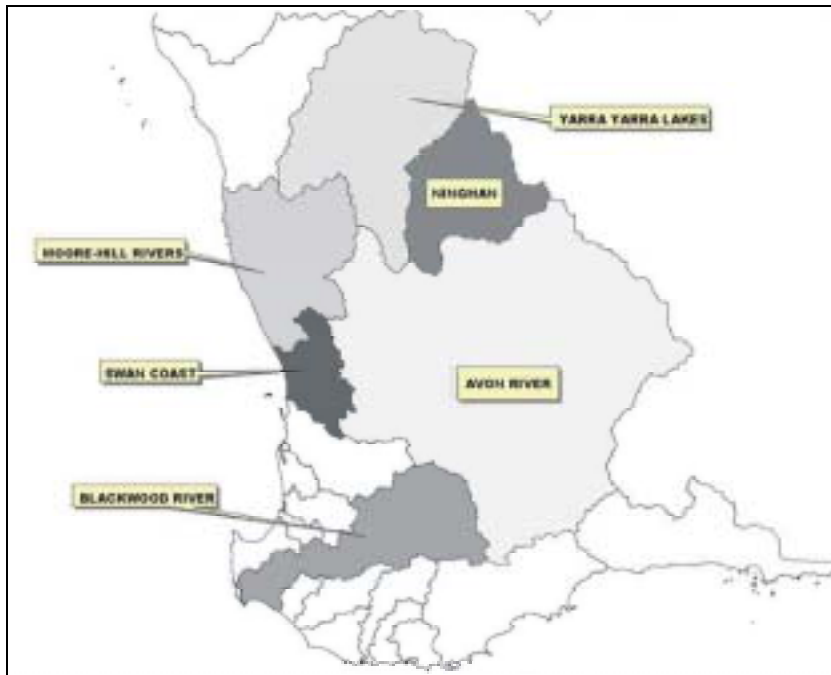 YARRA YARRA LAKES
NINGHAN
MOORE-HILL RIVERS
SWAN COAST
AVON RIVER
BLACKWOOD RIVER